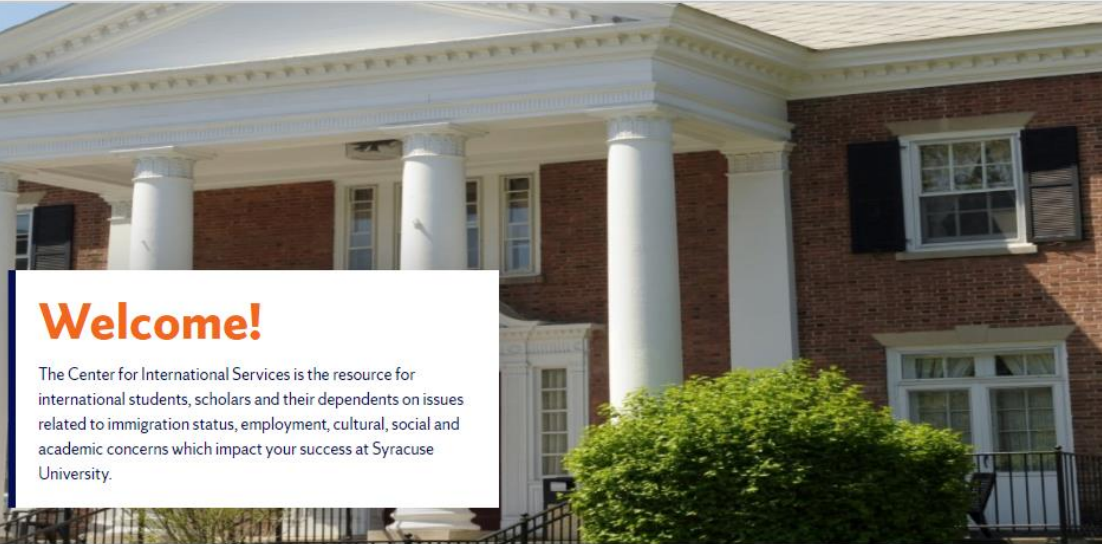 Welcome!
The Center for International Services is the resource for
international students, scholars and their dependents on issues
related to immigration status, employment, cultural, social and
academic concerns which impact your success at Syracuse
University.